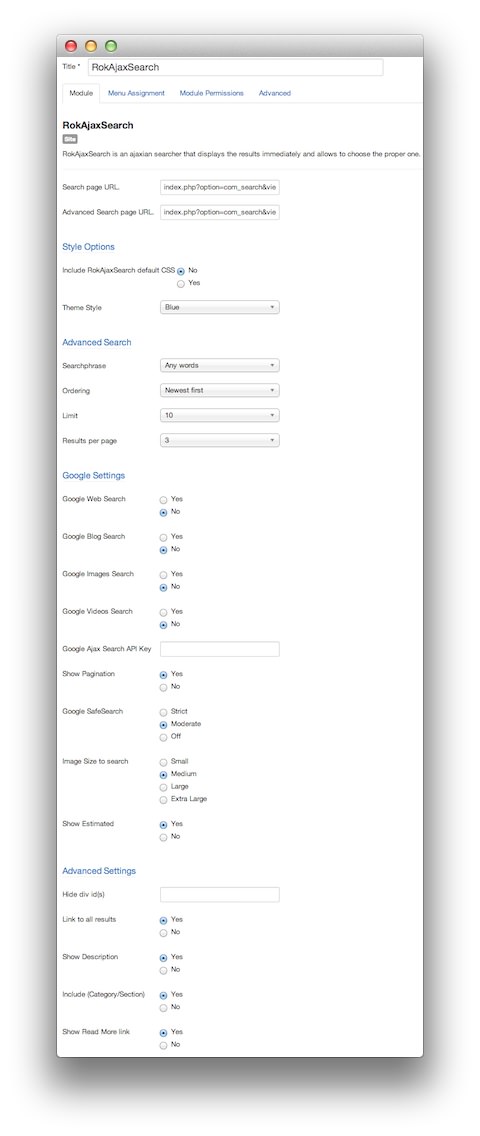 Title * RokAjaxSearch
Module Menu Assignment Module Permissions Advanced
RokAjaxSearch
Site
RokAjaxSearch is an ajaxian searcher that displays the results immediately and allows to choose the proper one.
Search page URL. index.php?option=com_search&vie
Advanced Search page URL. index.php?option=com_search&vie
Style Options
Include RokAjaxSearch default CSS No
Yes
Theme Style Blue
Advanced Search
Searchphrase Any words
Ordering Newest first
Limit 10
Results per page 3
Google Settings
Google Web Search Yes
No
Google Blog Search Yes
No
Google Images Search Yes
No
Google Videos Search Yes
No
Google Ajax Search API Key
Show Pagination Yes
No
Google SafeSearch Strict
Moderate
Off
Image Size to search Small
Medium
Large
Extra Large
Show Estimated Yes
No
Advanced Settings
Hide div id(s)
Link to all results Yes
No
Show Description Yes
No
Include (Category/Section) Yes
No
Show Read More link Yes
No